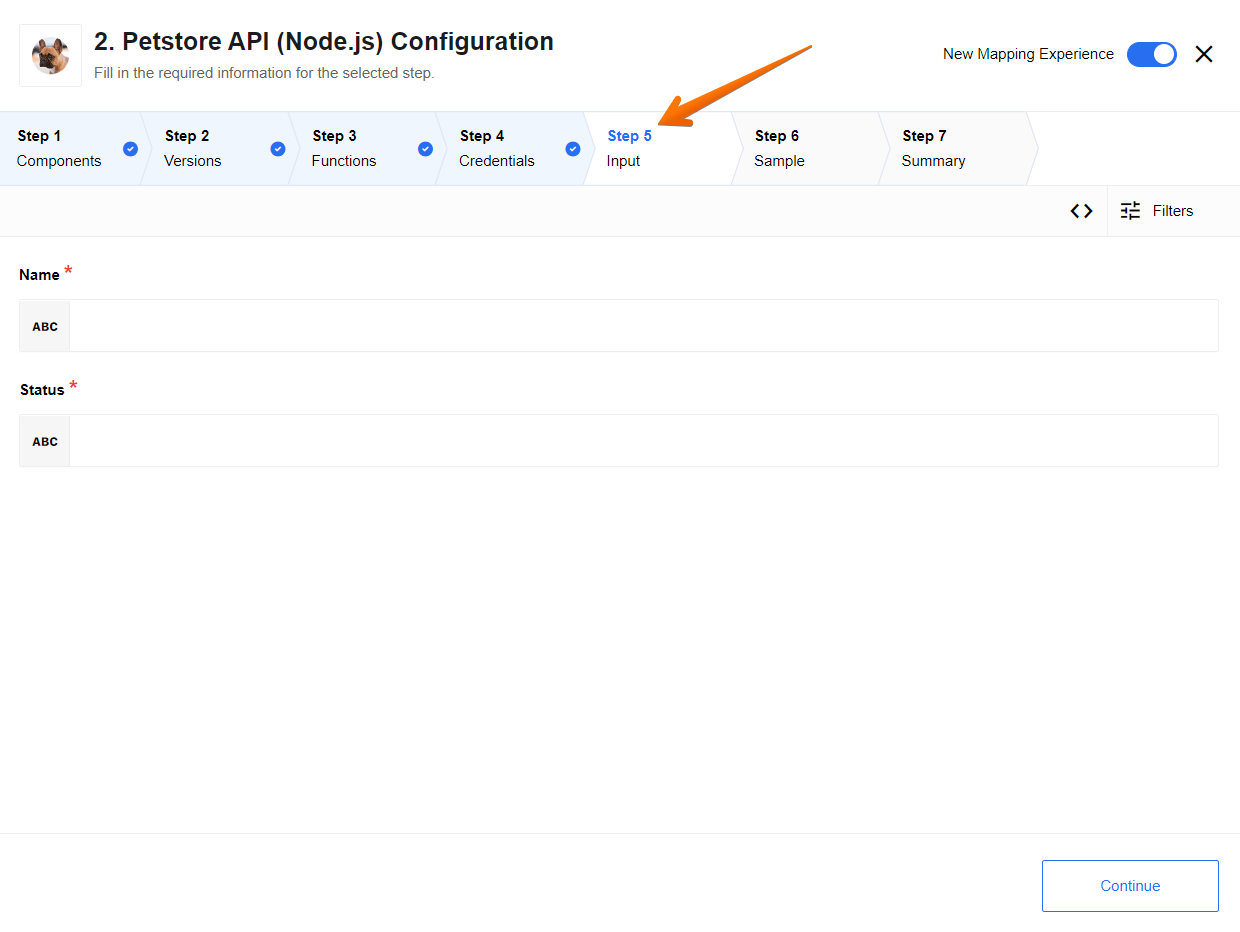 2. Petstore API (Node.js) Configuration
Fill in the required information for the selected step.
New Mapping Experience
Step 1
Components
Step 2
Versions
Step 3
Functions
Step 4
Credentials
Step 5
Input
Step 6
Sample
Step 7
Summary
Filters
Name *
ABC
Status *
ABC
Continue